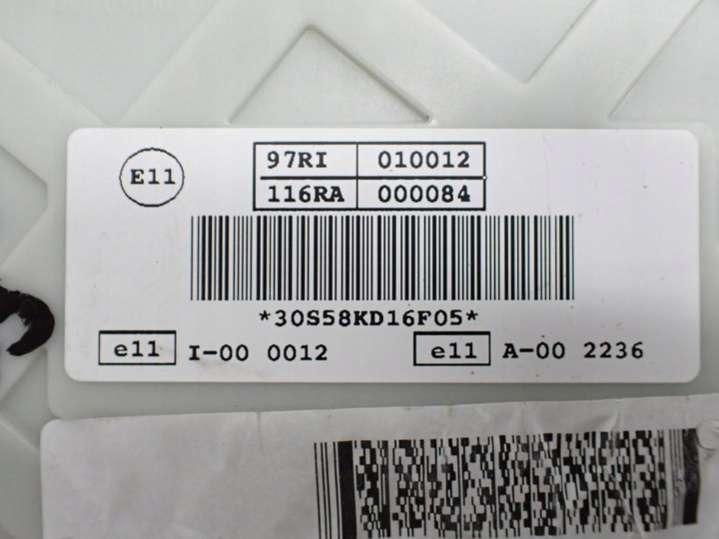 E11
97RI 010012
116RA 000084
*30S58KD16F05*
e11 I-00 0012 e11 A-00 2236